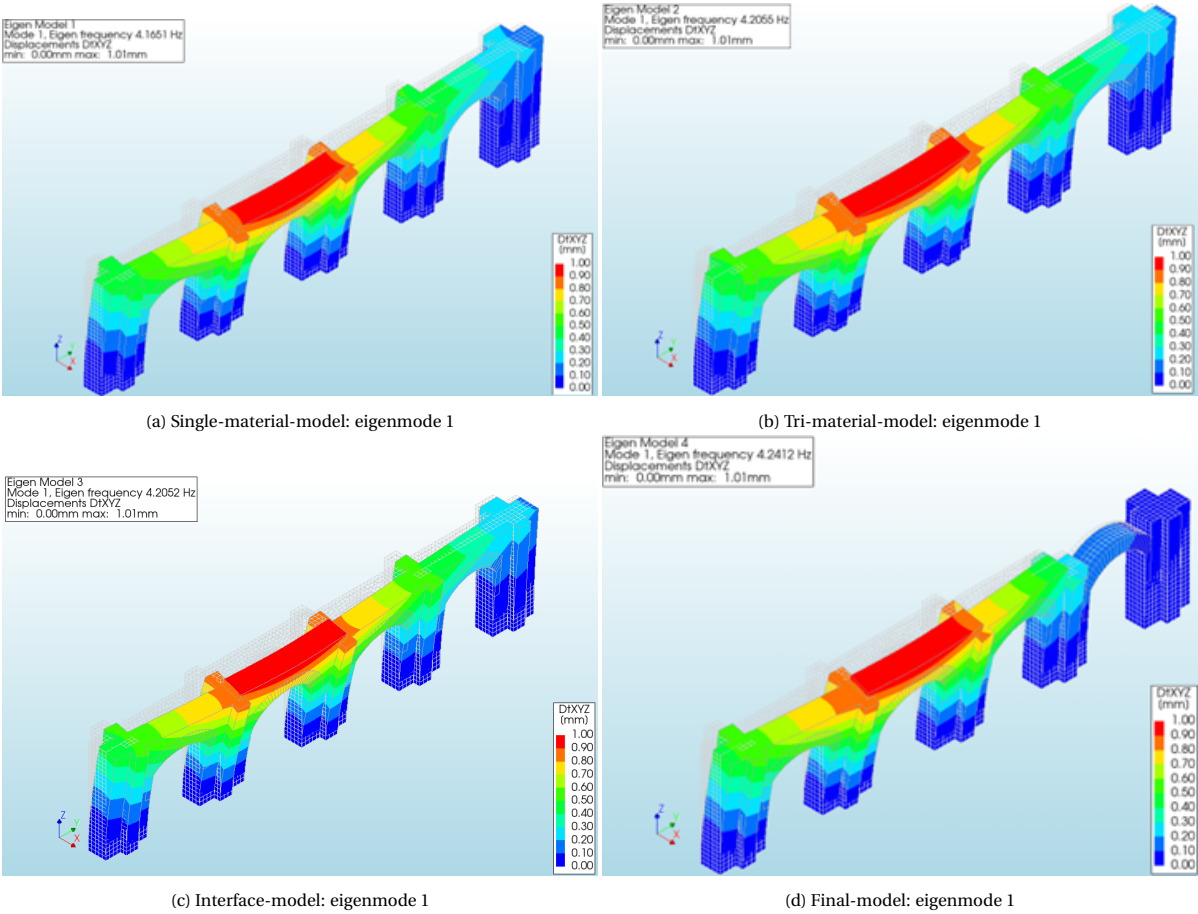 Eigen Model 1
Mode 1, Eigen frequency 4.1651 Hz
Displacements DtXYZ
min: 0.00mm max: 1.01mm
DtXYZ
(mm)
1.00
0.90
0.80
0.70
0.60
0.50
0.40
0.30
0.20
0.10
0.00
Z
Y
X
(a) Single-material-model: eigenmode 1
Eigen Model 2
Mode 1, Eigen frequency 4.2055 Hz
Displacements DtXYZ
min: 0.00mm max: 1.01mm
DtXYZ
(mm)
1.00
0.90
0.80
0.70
0.60
0.50
0.40
0.30
0.20
0.10
0.00
Z
Y
X
(b) Tri-material-model: eigenmode 1
Eigen Model 3
Mode 1, Eigen frequency 4.2052 Hz
Displacements DtXYZ
min: 0.00mm max: 1.01mm
DtXYZ
(mm)
1.00
0.90
0.80
0.70
0.60
0.50
0.40
0.30
0.20
0.10
0.00
Z
Y
X
(c) Interface-model: eigenmode 1
Eigen Model 4
Mode 1, Eigen frequency 4.2412 Hz
Displacements DtXYZ
min: 0.00mm max: 1.01mm
DtXYZ
(mm)
1.00
0.90
0.80
0.70
0.60
0.50
0.40
0.30
0.20
0.10
0.00
Z
Y
X
(d) Final-model: eigenmode 1